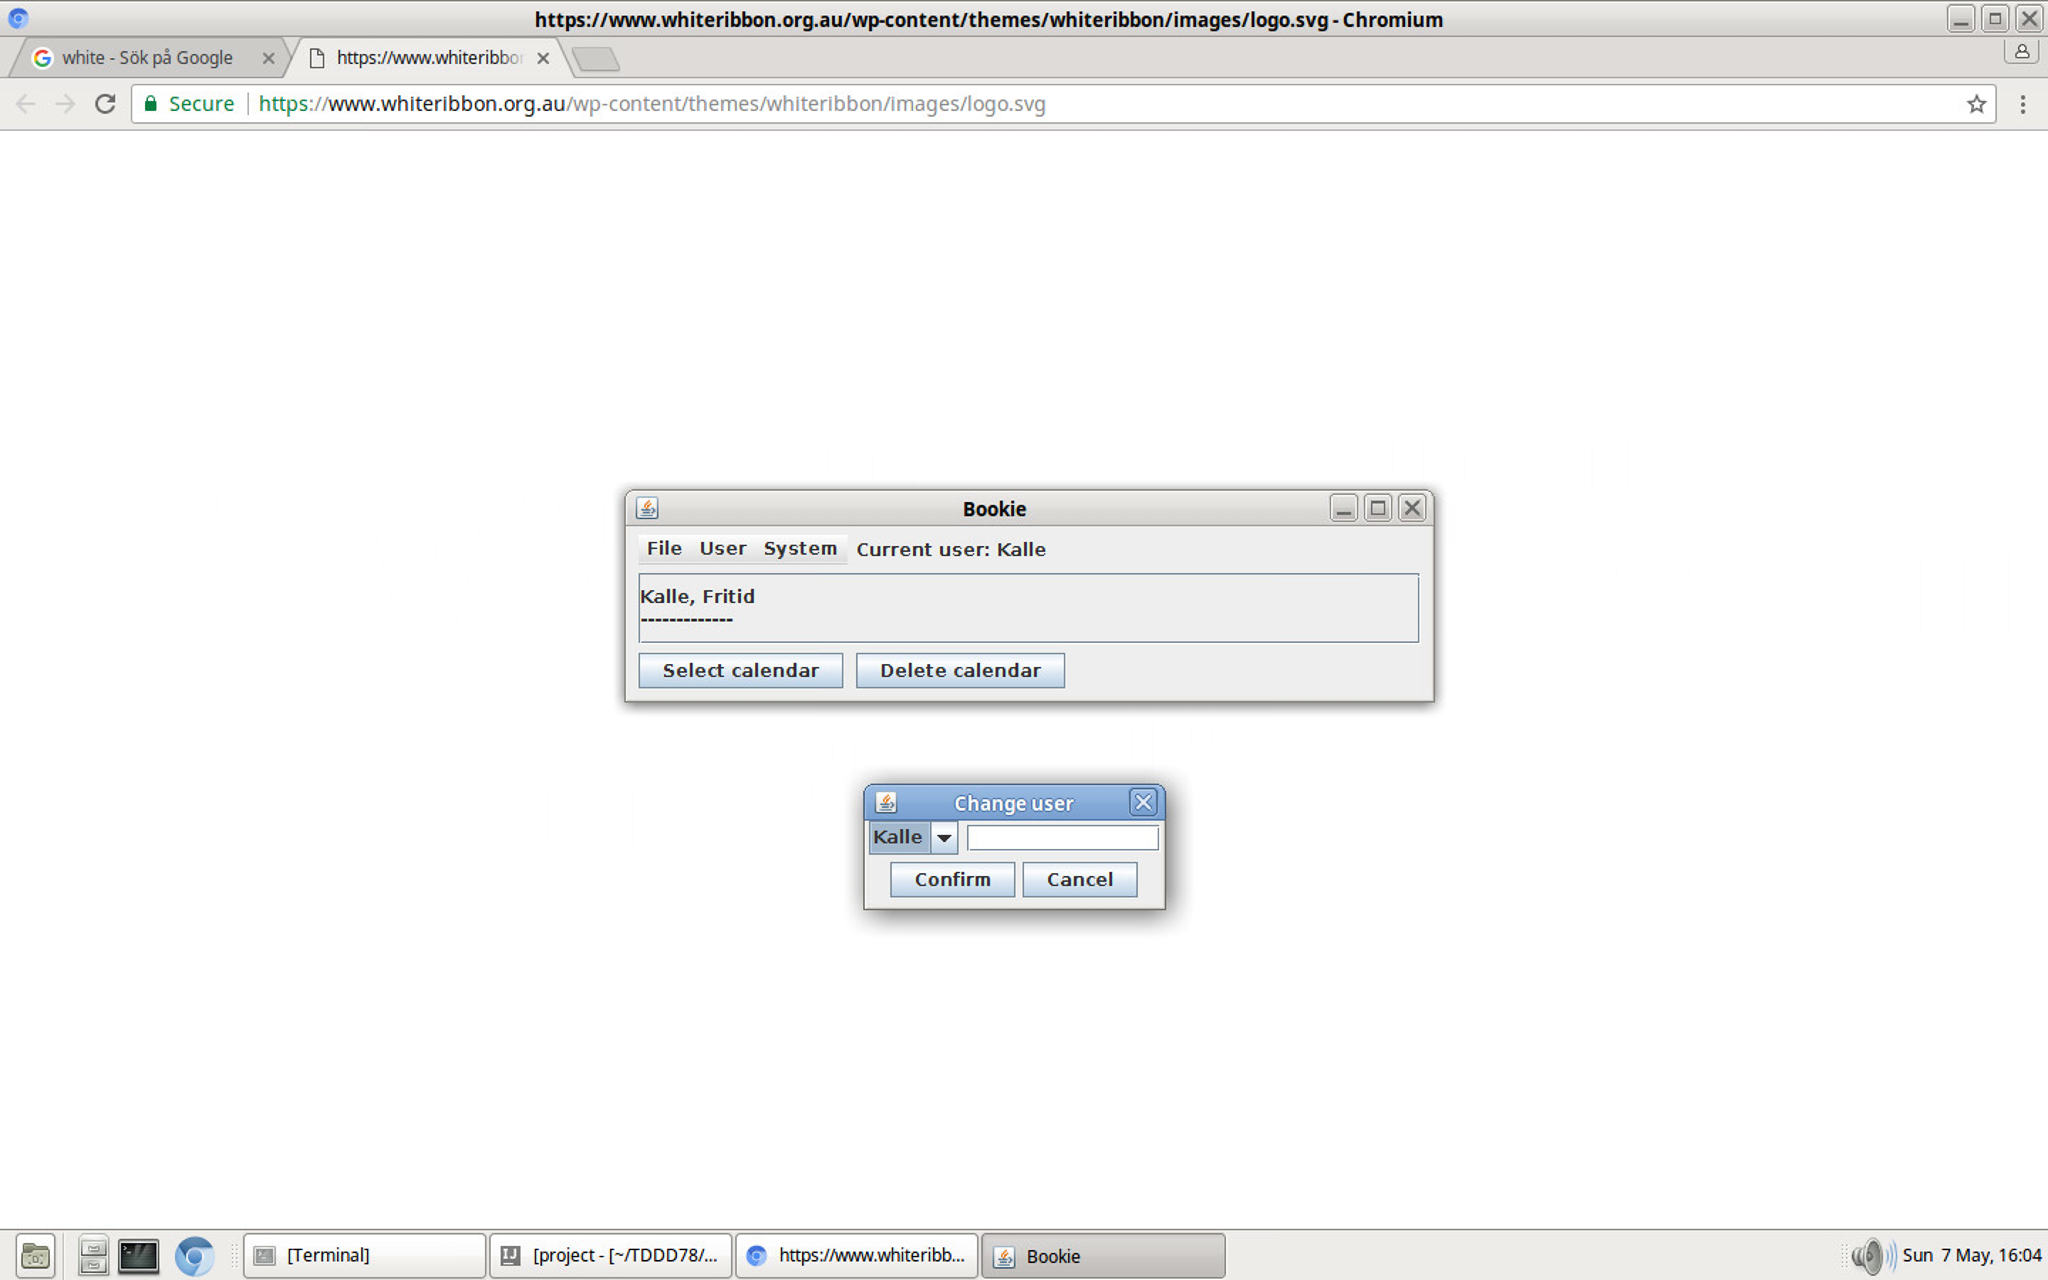 https://www.whiteribbon.org.au/wp-content/themes/whiteribbon/images/logo.svg - Chromium
white - Sök på Google
https://www.whiteribbor
Secure
https://www.whiteribbon.org.au/wp-content/themes/whiteribbon/images/logo.svg
Bookie
File User System Current user: Kalle
Kalle, Fritid
-------------
Select calendar Delete calendar
Change user
Kalle
Confirm Cancel
[Terminal] [project - [~/TDDD78/... https://www.whiteribb... Bookie Sun 7 May, 16:04